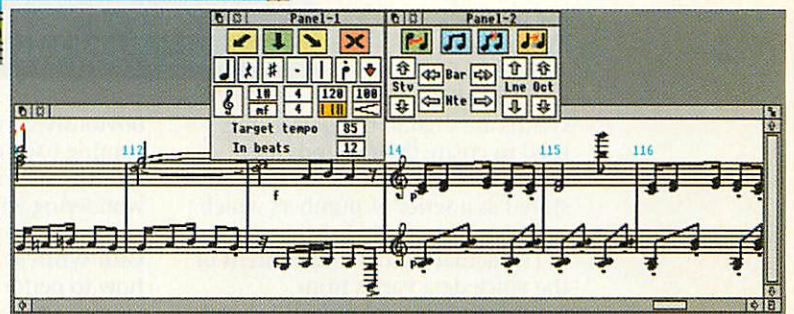 Panel-1
Panel-2
10 4 120 100
mf 4
Target tempo 85
In beats 12
Bar
Stv
Lne Oct
Nte
112 14 115 116
f
p
p